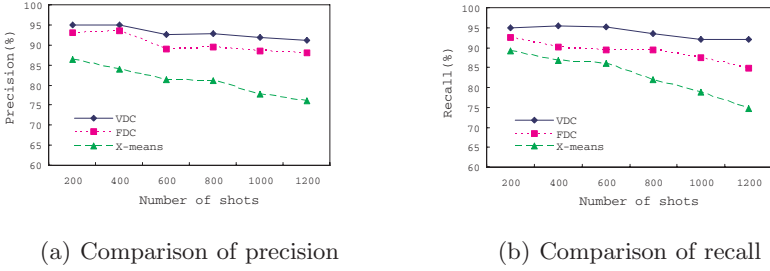 100
95
90
85
80
75
70
65
60
Precision(%)
VDC
FDC
X-means
200 400 600 800 1000 1200
Number of shots
(a) Comparison of precision
100
95
90
85
80
75
70
65
60
Recall(%)
VDC
FDC
X-means
200 400 600 800 1000 1200
Number of shots
(b) Comparison of recall